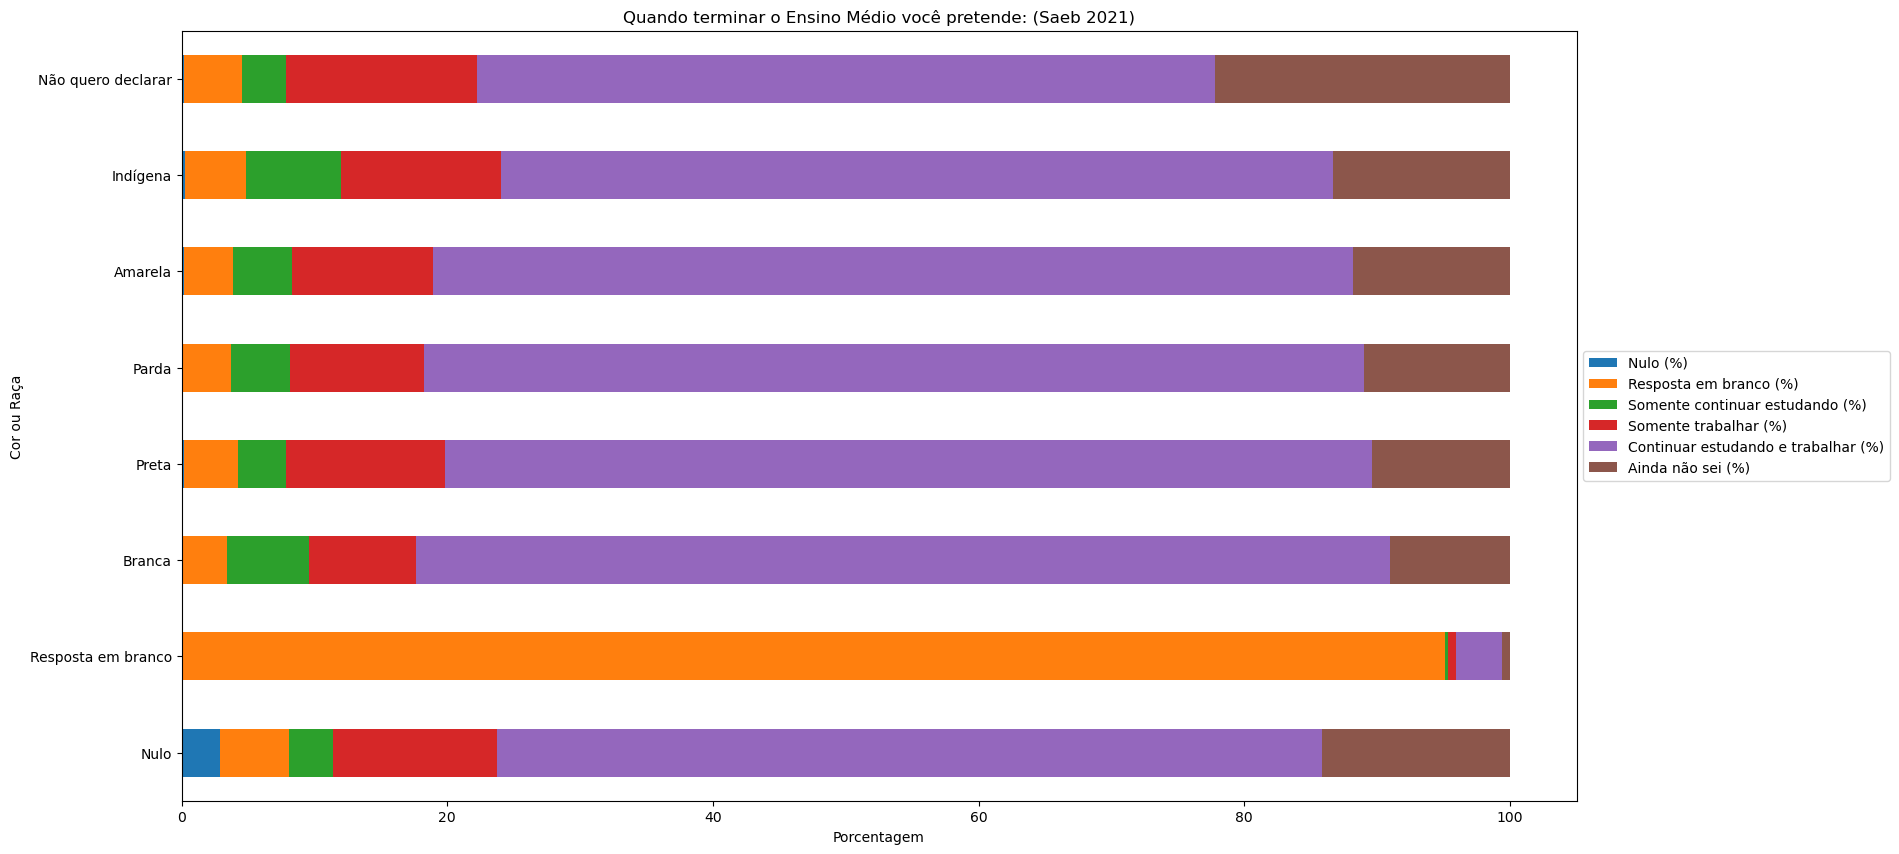 Quando terminar o Ensino Médio você pretende: (Saeb 2021)
Cor ou Raça
Não quero declarar
Indígena
Amarela
Parda
Preta
Branca
Resposta em branco
Nulo
0 20 40 60 80 100
Porcentagem
Nulo (%)
Resposta em branco (%)
Somente continuar estudando (%)
Somente trabalhar (%)
Continuar estudando e trabalhar (%)
Ainda não sei (%)